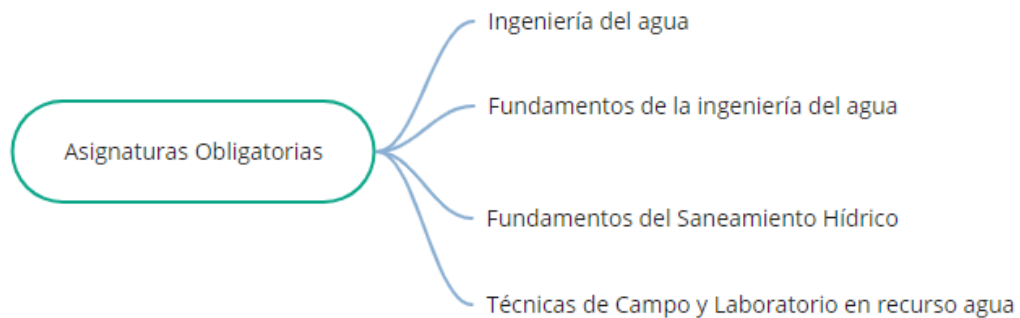 Asignaturas Obligatorias
Ingeniería del agua
Fundamentos de la ingeniería del agua
Fundamentos del Saneamiento Hídrico
Técnicas de Campo y Laboratorio en recurso agua